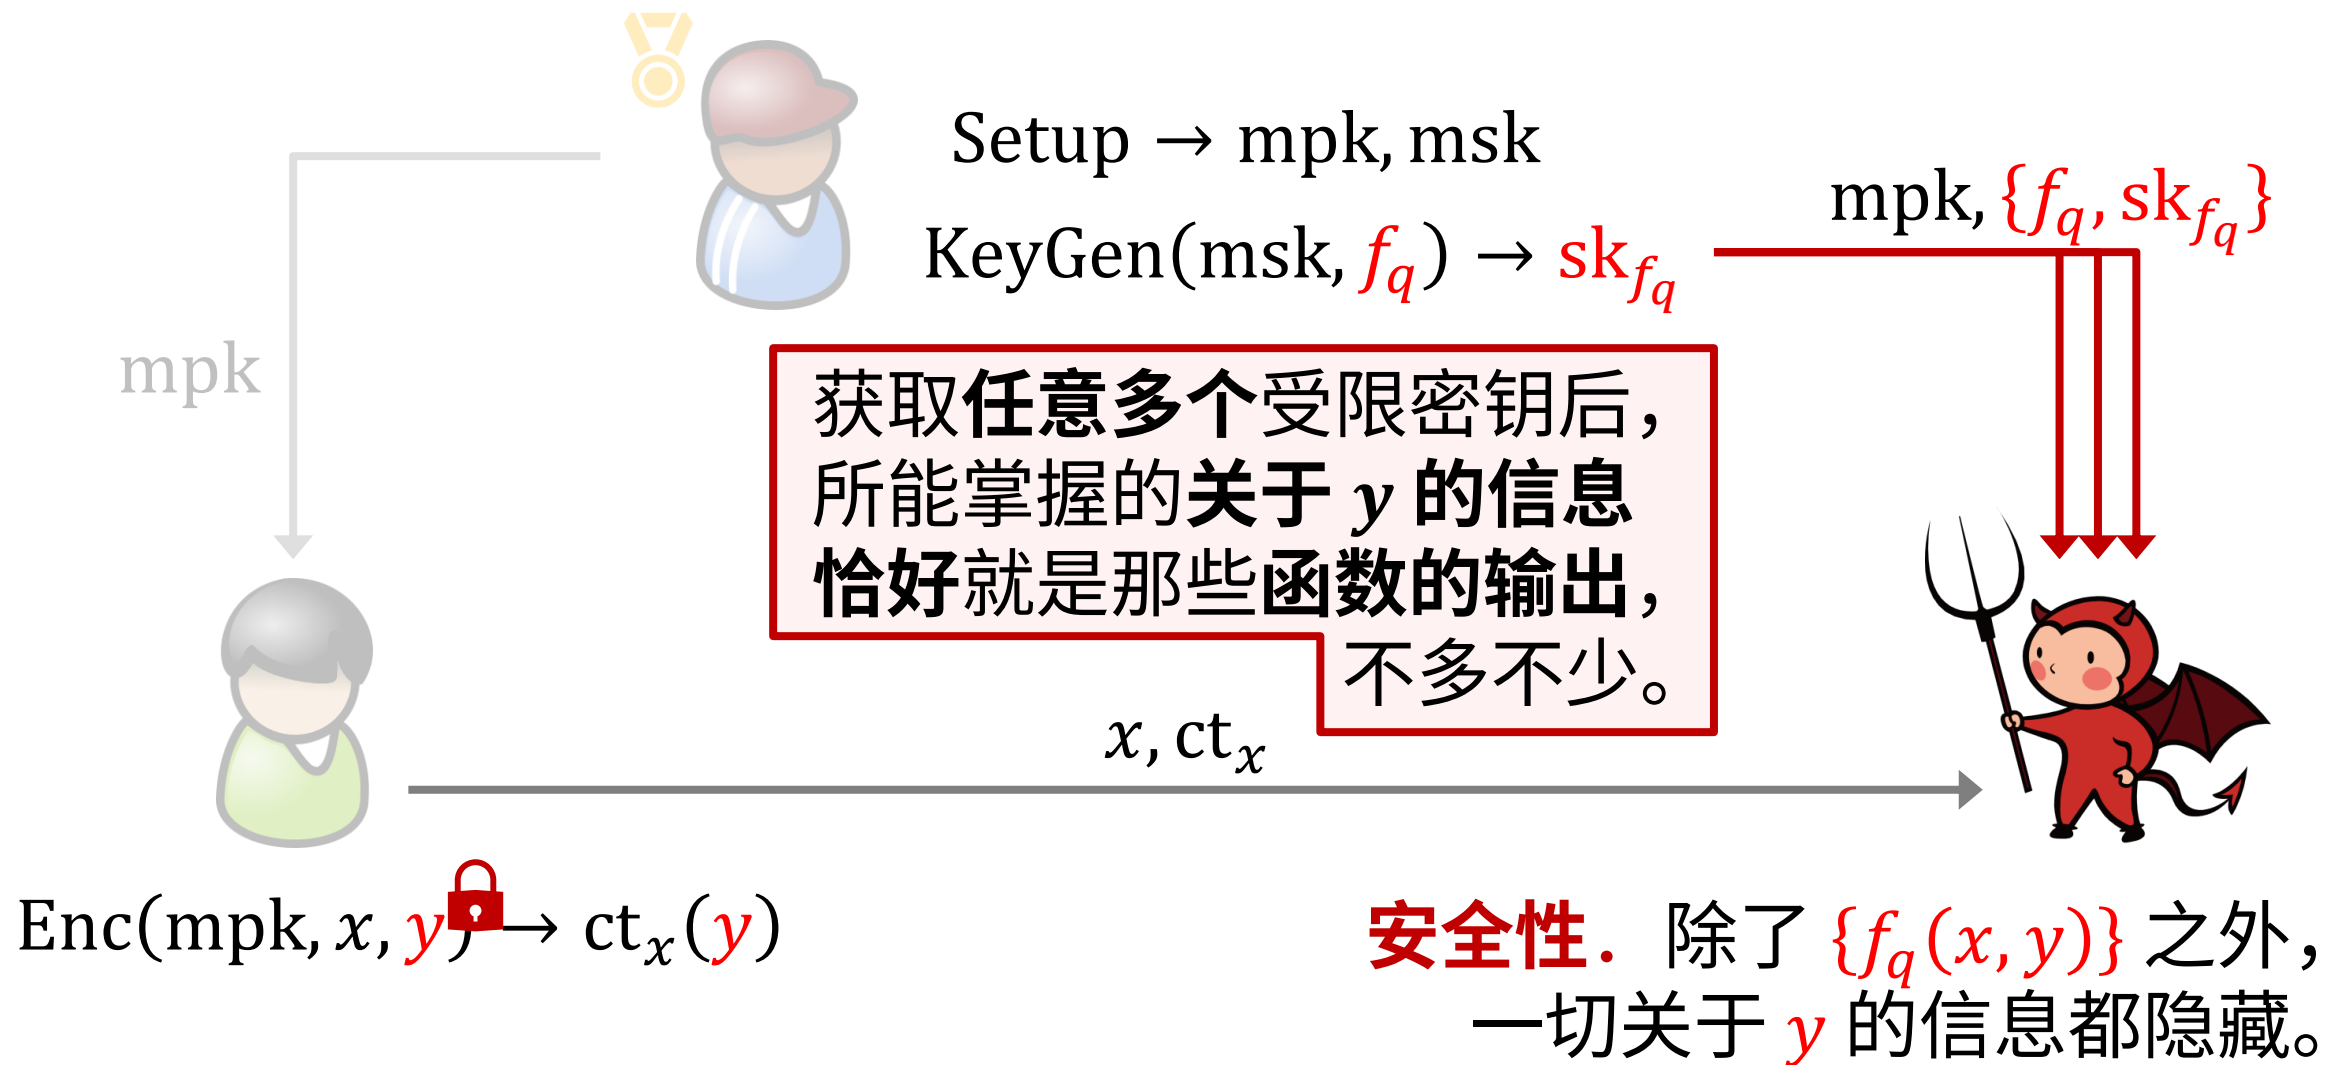 Setup → mpk, msk
KeyGen(msk, f_q) → sk_{f_q}
mpk, {f_q, sk_{f_q}}
mpk
获取任意多个受限密钥后，
所能掌握的关于 y 的信息
恰好就是那些函数的输出，
不多不少。
x, ct_x
Enc(mpk, x, y) → ct_x(y)
安全性. 除了 {f_q(x, y)} 之外，
一切关于 y 的信息都隐藏。